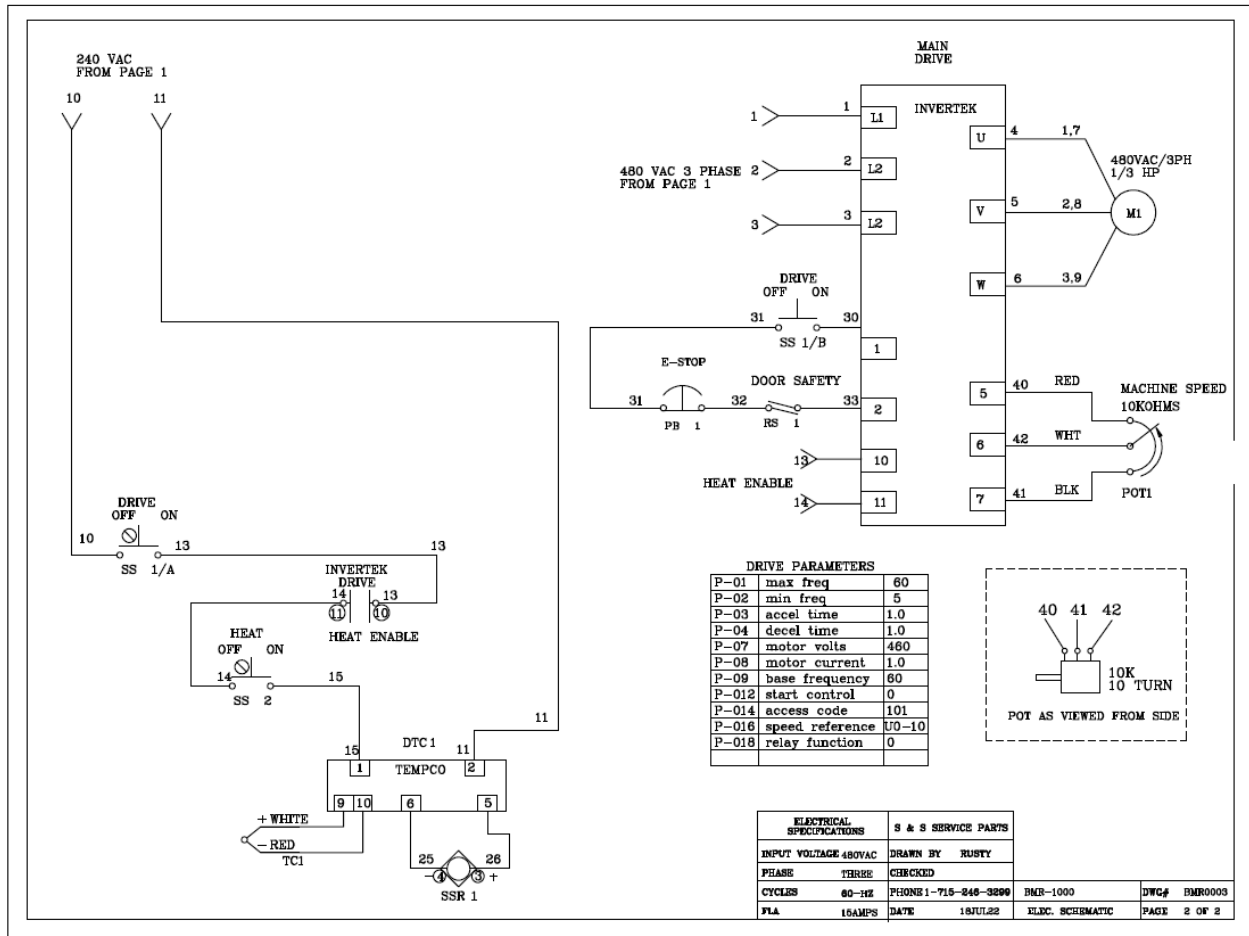 240 VAC
FROM PAGE 1
10 11
MAIN
DRIVE
INVERTEK
1 1 L1
480 VAC 3 PHASE 2 2 L2
FROM PAGE 1
3 3 L2
U 4 1,7
V 5 2,8
W 6 3,9
480VAC/3PH
1/3 HP
M1
DRIVE
OFF ON
31 30
SS 1/B
1
E-STOP
DOOR SAFETY
31 32 33 2
PB 1 RS 1
13 10
HEAT ENABLE
14 11
5 40 RED
6 42 WHT
7 41 BLK
MACHINE SPEED
10KOHMS
POT1
DRIVE
OFF ON
10 13 13
SS 1/A
INVERTEK
DRIVE
14 13
11 10
HEAT ENABLE
HEAT
OFF ON
14 15
SS 2
11
DTC 1
15 11
1 TEMPCO 2
9 10 6 5
+ WHITE
- RED
TC1
25 26
- 4 3 +
SSR 1
DRIVE PARAMETERS
P-01 max freq 60
P-02 min freq 5
P-03 accel time 1.0
P-04 decel time 1.0
P-07 motor volts 460
P-08 motor current 1.0
P-09 base frequency 60
P-012 start control 0
P-014 access code 101
P-016 speed reference U0-10
P-018 relay function 0
40 41 42
10K
10 TURN
POT AS VIEWED FROM SIDE
ELECTRICAL
SPECIFICATIONS S & S SERVICE PARTS
INPUT VOLTAGE 480VAC DRAWN BY RUSTY
PHASE THREE CHECKED
CYCLES 60-HZ PHONE 1-715-246-3299 BMR-1000 DWG# BMR0003
FLA 15AMPS DATE 18JUL22 ELEC. SCHEMATIC PAGE 2 OF 2